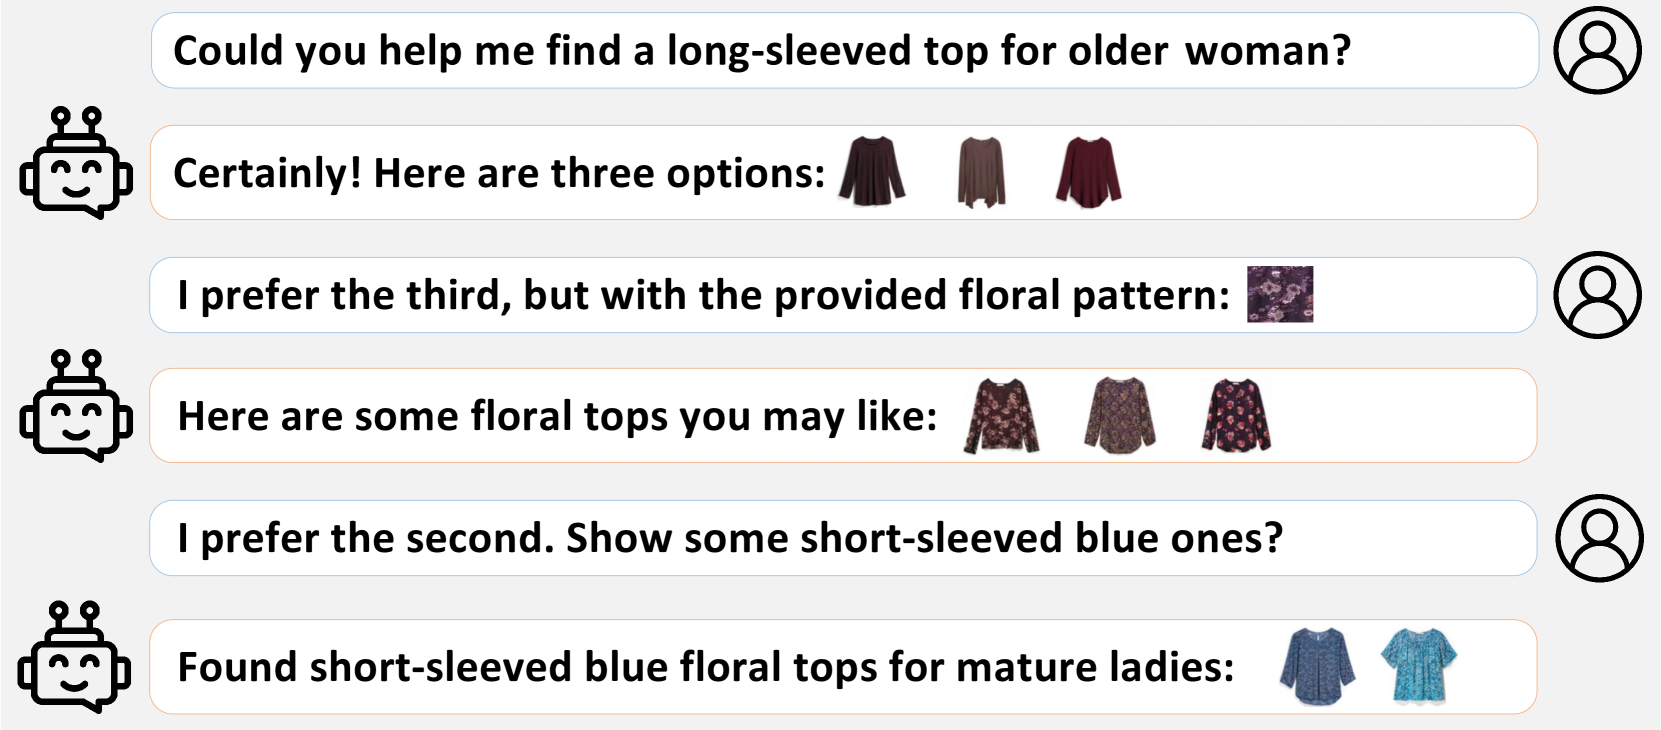 Could you help me find a long-sleeved top for older woman?
Certainly! Here are three options:
I prefer the third, but with the provided floral pattern:
Here are some floral tops you may like:
I prefer the second. Show some short-sleeved blue ones?
Found short-sleeved blue floral tops for mature ladies: